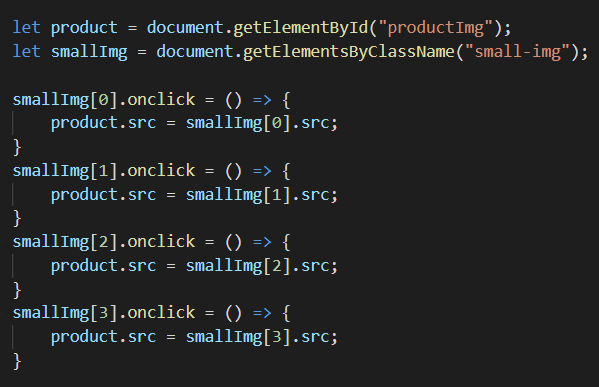 let product = document.getElementById("productImg");
let smallImg = document.getElementsByClassName("small-img");
smallImg[0].onclick = () => {
    product.src = smallImg[0].src;
}
smallImg[1].onclick = () => {
    product.src = smallImg[1].src;
}
smallImg[2].onclick = () => {
    product.src = smallImg[2].src;
}
smallImg[3].onclick = () => {
    product.src = smallImg[3].src;
}